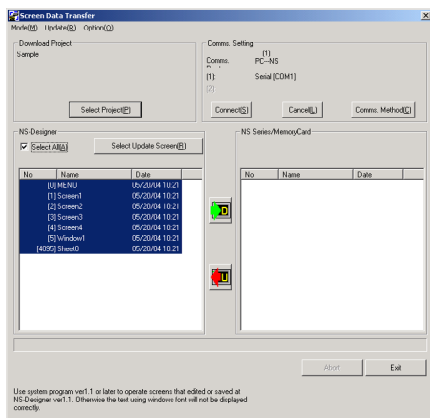 Screen Data Transfer
Mode(M) Update(R) Option(O)
Download Project
Sample
Select Project(P)
Comms. Setting
(1)
Comms. PC--NS
(1): Serial [COM1]
(2)
Connect(S) Cancel(L) Comms. Method(C)
NS-Designer
Select All(A) Select Update Screen(R)
No Name Date
[0] MENU 05/20/04 10:21
[1] Screen1 05/20/04 10:21
[2] Screen2 05/20/04 10:21
[3] Screen3 05/20/04 10:21
[4] Screen4 05/20/04 10:21
[5] Window1 05/20/04 10:21
[4095] Sheet0 05/20/04 10:21
D
U
NS Series/MemoryCard
No Name Date
Abort Exit
Use system program ver1.1 or later to operate screens that edited or saved at
NS-Designer ver1.1. Otherwise the text using windows font will not be displayed
correctly.